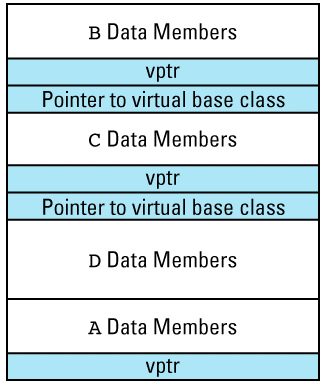 B Data Members
vptr
Pointer to virtual base class
C Data Members
vptr
Pointer to virtual base class
D Data Members
A Data Members
vptr